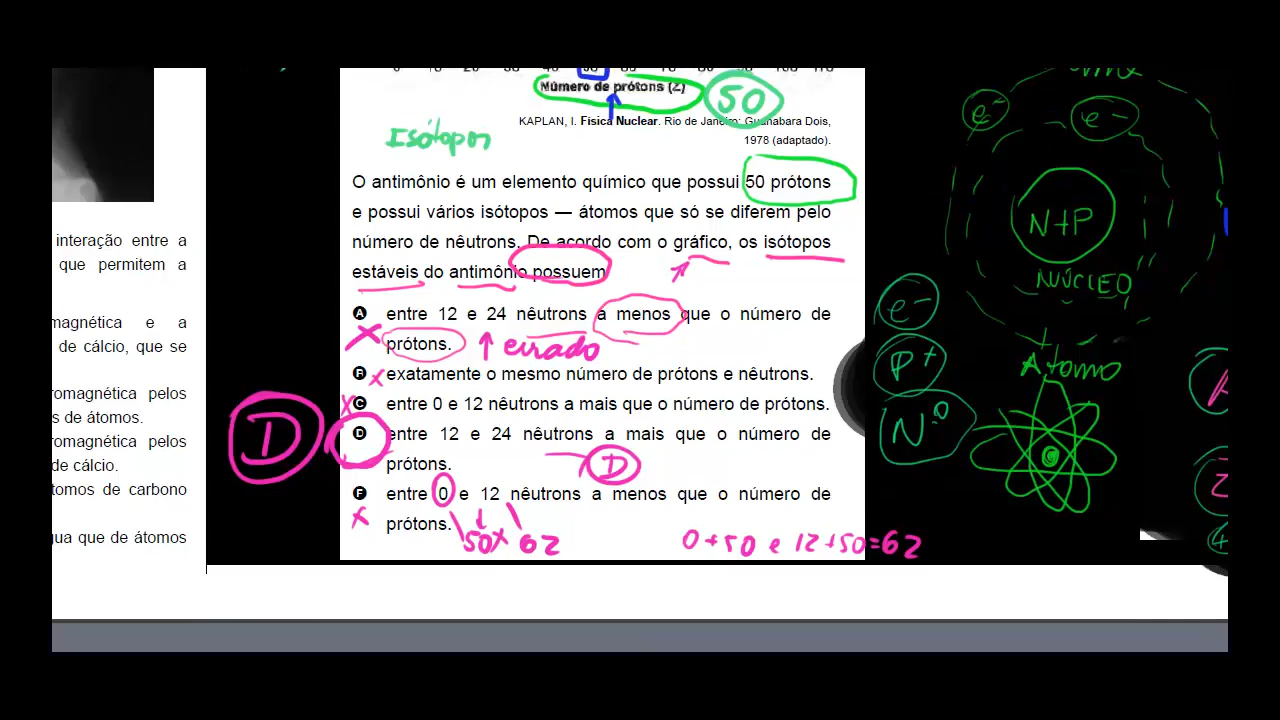 Número de prótons (Z)
50
KAPLAN, I. Física Nuclear. Rio de Janeiro: Guanabara Dois,
1978 (adaptado).
Isótopos
O antimônio é um elemento químico que possui 50 prótons
e possui vários isótopos — átomos que só se diferem pelo
número de nêutrons. De acordo com o gráfico, os isótopos
estáveis do antimônio possuem
A entre 12 e 24 nêutrons a menos que o número de
prótons.
errado
exatamente o mesmo número de prótons e nêutrons.
C entre 0 e 12 nêutrons a mais que o número de prótons.
D entre 12 e 24 nêutrons a mais que o número de
prótons.
D
D
entre 0 e 12 nêutrons a menos que o número de
prótons.
50 62
0+50 e 12+50=62
interação entre a
que permitem a
magnética e a
de cálcio, que se
romagnética pelos
s de átomos.
romagnética pelos
de cálcio.
tomos de carbono
gua que de átomos
e-
e-
N+P
NÚCLEO
e-
P+
N0
Átomo